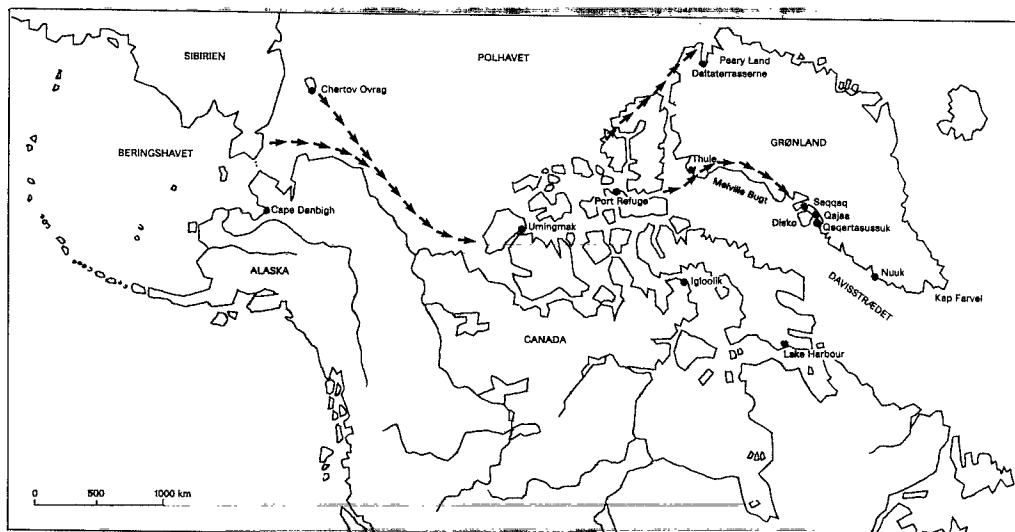 SIBIRIEN
POLHAVET
Peary Land
Deltaterrasserne
Chertov Ovrag
BERINGSHAVET
GRØNLAND
Thule
Melville Bugt
Port Refuge
Seqqaq
Qajaa
Disko
Qeqertasussuk
Cape Denbigh
Umingmak
ALASKA
Igloolik
Nuuk
DAVISSTRÆDET
Kap Farvel
CANADA
Lake Harbour
0 500 1000 km